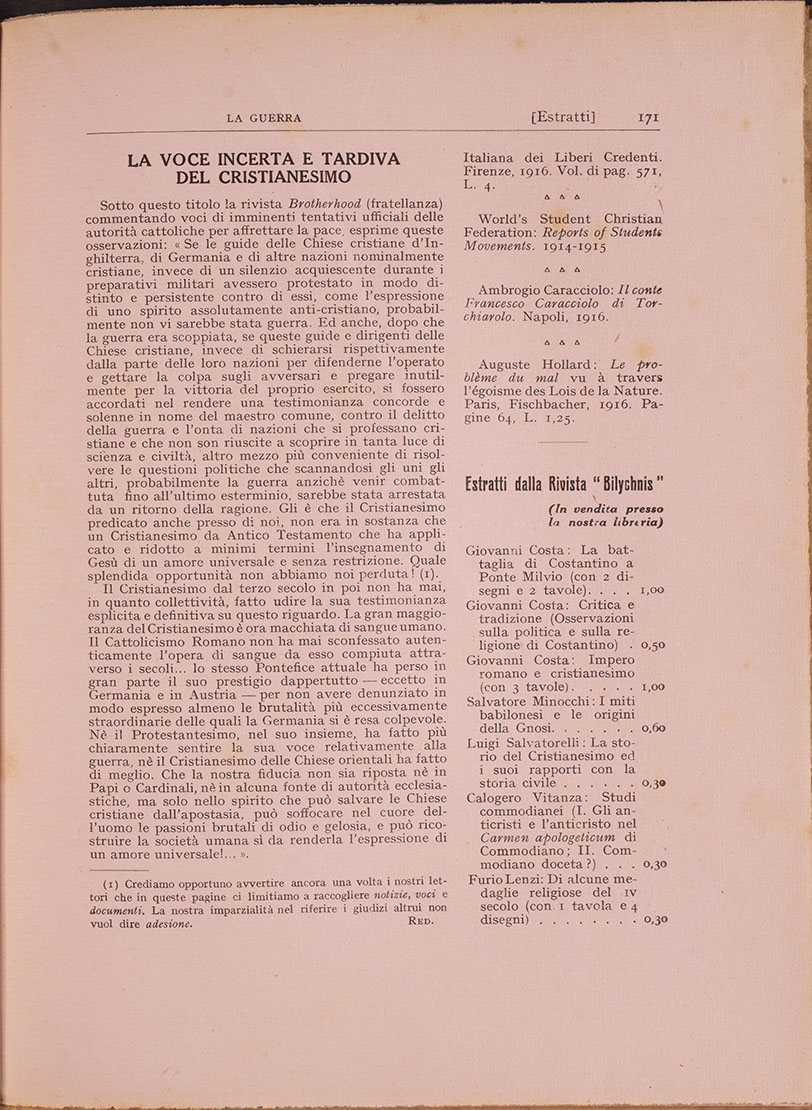 LA GUERRA [Estratti] 171
LA VOCE INCERTA E TARDIVA
DEL CRISTIANESIMO
Sotto questo titolo la rivista Brotherhood (fratellanza)
commentando voci di imminenti tentativi ufficiali delle
autorità cattoliche per affrettare la pace, esprime queste
osservazioni: « Se le guide delle Chiese cristiane d'In-
ghilterra, di Germania e di altre nazioni nominalmente
cristiane, invece di un silenzio acquiescente durante i
preparativi militari avessero protestato in modo di-
stinto e persistente contro di essi, come l'espressione
di uno spirito assolutamente anti-cristiano, probabil-
mente non vi sarebbe stata guerra. Ed anche, dopo che
la guerra era scoppiata, se queste guide e dirigenti delle
Chiese cristiane, invece di schierarsi rispettivamente
dalla parte delle loro nazioni per difenderne l'operato
e gettare la colpa sugli avversari e pregare inutil-
mente per la vittoria del proprio esercito, si fossero
accordati nel rendere una testimonianza concorde e
solenne in nome del maestro comune, contro il delitto
della guerra e l'onta di nazioni che si professano cri-
stiane e che non son riuscite a scoprire in tanta luce di
scienza e civiltà, altro mezzo più conveniente di risol-
vere le questioni politiche che scannandosi gli uni gli
altri, probabilmente la guerra anzichè venir combat-
tuta fino all'ultimo esterminio, sarebbe stata arrestata
da un ritorno della ragione. Gli è che il Cristianesimo
predicato anche presso di noi, non era in sostanza che
un Cristianesimo da Antico Testamento che ha appli-
cato e ridotto a minimi termini l'insegnamento di
Gesù di un amore universale e senza restrizione. Quale
splendida opportunità non abbiamo noi perduta! (1).
Il Cristianesimo dal terzo secolo in poi non ha mai,
in quanto collettività, fatto udire la sua testimonianza
esplicita e definitiva su questo riguardo. La gran maggio-
ranza del Cristianesimo è ora macchiata di sangue umano.
Il Cattolicismo Romano non ha mai sconfessato auten-
ticamente l'opera di sangue da esso compiuta attra-
verso i secoli... lo stesso Pontefice attuale ha perso in
gran parte il suo prestigio dappertutto — eccetto in
Germania e in Austria — per non avere denunziato in
modo espresso almeno le brutalità più eccessivamente
straordinarie delle quali la Germania si è resa colpevole.
Nè il Protestantesimo, nel suo insieme, ha fatto più
chiaramente sentire la sua voce relativamente alla
guerra, nè il Cristianesimo delle Chiese orientali ha fatto
di meglio. Che la nostra fiducia non sia riposta nè in
Papi o Cardinali, nè in alcuna fonte di autorità ecclesia-
stiche, ma solo nello spirito che può salvare le Chiese
cristiane dall'apostasia, può soffocare nel cuore del-
l'uomo le passioni brutali di odio e gelosia, e può rico-
struire la società umana sì da renderla l'espressione di
un amore universale!... ».
(1) Crediamo opportuno avvertire ancora una volta i nostri let-
tori che in queste pagine ci limitiamo a raccogliere notizie, voci e
documenti. La nostra imparzialità nel riferire i giudizi altrui non
vuol dire adesione. RED.
Italiana dei Liberi Credenti.
Firenze, 1916. Vol. di pag. 571,
L. 4.
World's Student Christian
Federation: Reports of Students
Movements. 1914-1915
Ambrogio Caracciolo: Il conte
Francesco Caracciolo di Tor-
chiarolo. Napoli, 1916.
Auguste Hollard: Le pro-
blème du mal vu à travers
l'égoisme des Lois de la Nature.
Paris, Fischbacher, 1916. Pa-
gine 64, L. 1,25.
Estratti dalla Rivista "Bilychnis"
(In vendita presso
la nostra libreria)
Giovanni Costa: La bat-
taglia di Costantino a
Ponte Milvio (con 2 di-
segni e 2 tavole). . . . 1,00
Giovanni Costa: Critica e
tradizione (Osservazioni
sulla politica e sulla re-
ligione di Costantino) . 0,50
Giovanni Costa: Impero
romano e cristianesimo
(con 3 tavole). . . . . . 1,00
Salvatore Minocchi: I miti
babilonesi e le origini
della Gnosi. . . . . . . 0,60
Luigi Salvatorelli: La sto-
rio del Cristianesimo ed
i suoi rapporti con la
storia civile . . . . . . 0,30
Calogero Vitanza: Studi
commodianei (I. Gli an-
ticristi e l'anticristo nel
Carmen apologeticum di
Commodiano; II. Com-
modiano doceta?) . . . 0,30
Furio Lenzi: Di alcune me-
daglie religiose del IV
secolo (con 1 tavola e 4
disegni) . . . . . . . . 0,30